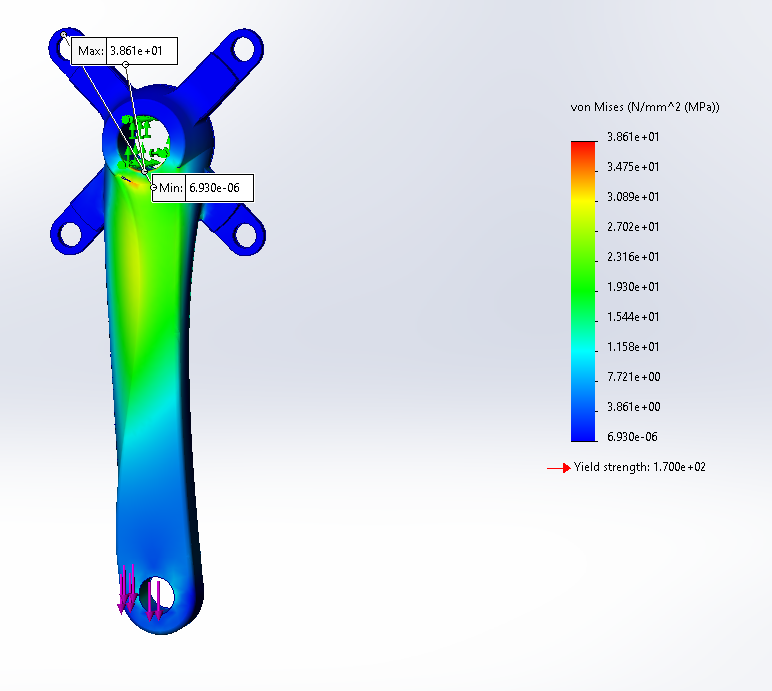 Max: 3.861e+01
Min: 6.930e-06
von Mises (N/mm^2 (MPa))
3.861e+01
3.475e+01
3.089e+01
2.702e+01
2.316e+01
1.930e+01
1.544e+01
1.158e+01
7.721e+00
3.861e+00
6.930e-06
Yield strength: 1.700e+02